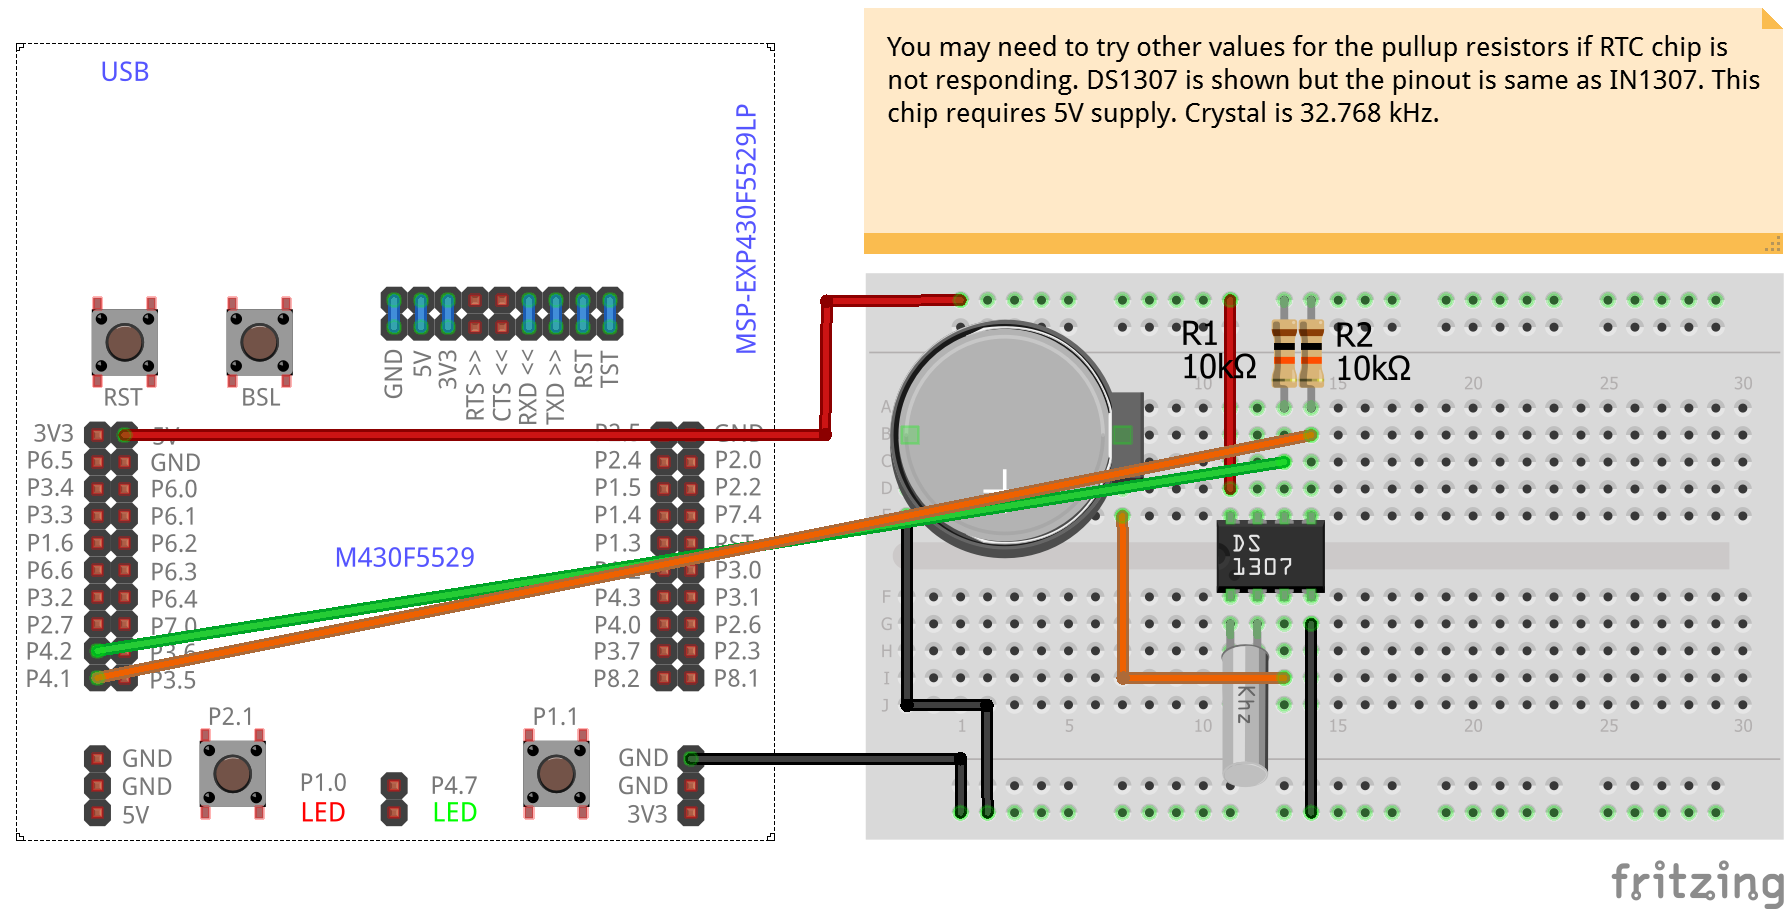 You may need to try other values for the pullup resistors if RTC chip is
not responding. DS1307 is shown but the pinout is same as IN1307. This
chip requires 5V supply. Crystal is 32.768 kHz.
USB
MSP-EXP430F5529LP
RST
BSL
GND
5V
3V3
RTS >>
CTS <<
RXD <<
TXD >>
RST
TST
3V3 5V
P6.5 GND
P3.4 P6.0
P3.3 P6.1
P1.6 P6.2
P6.6 P6.3
P3.2 P6.4
P2.7 P7.0
P4.2 P3.6
P4.1 P3.5
M430F5529
P2.5 GND
P2.4 P2.0
P1.5 P2.2
P1.4 P7.4
P1.3 RST
P3.0
P4.3 P3.1
P4.0 P2.6
P3.7 P2.3
P8.2 P8.1
P2.1
P1.1
GND
GND
5V
P1.0
LED
P4.7
LED
GND
GND
3V3
R1
10kΩ
R2
10kΩ
10 15 20 25 30
A
B
C
D
E
DS
1307
F
G
H
I
J
Khz
1 5 10 15 20 25 30
fritzing